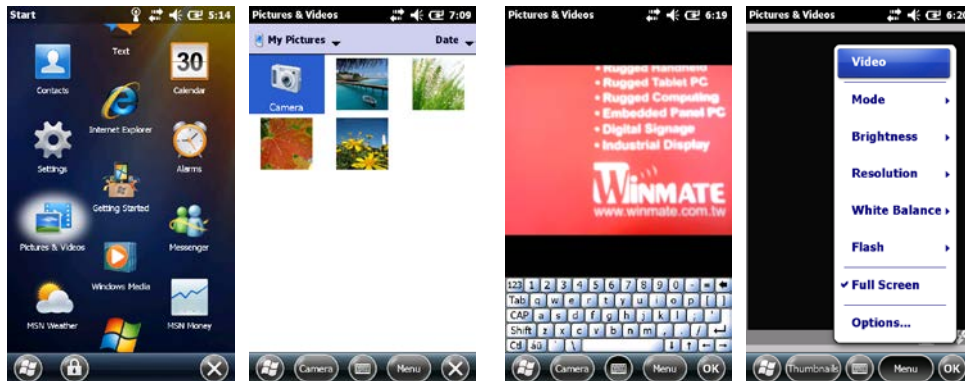 Start 5:14
Text
Contacts
30
Calendar
Internet Explorer
Settings
Alarms
Getting Started
Pictures & Videos
Messenger
Windows Media
MSN Weather
MSN Money
Pictures & Videos 7:09
My Pictures Date
Camera
Camera Menu
Pictures & Videos 6:19
• Rugged Handheld
• Rugged Tablet PC
• Rugged Computing
• Embedded Panel PC
• Digital Signage
• Industrial Display
WINMATE
www.winmate.com.tw
123 1 2 3 4 5 6 7 8 9 0 - =
Tab q w e r t y u i o p [ ]
CAP a s d f g h j k l ; '
Shift z x c v b n m , . /
Ctl áü ` \
Camera Menu OK
Pictures & Videos 6:20
Video
Mode
Brightness
Resolution
White Balance
Flash
Full Screen
Options...
Thumbnails Menu OK